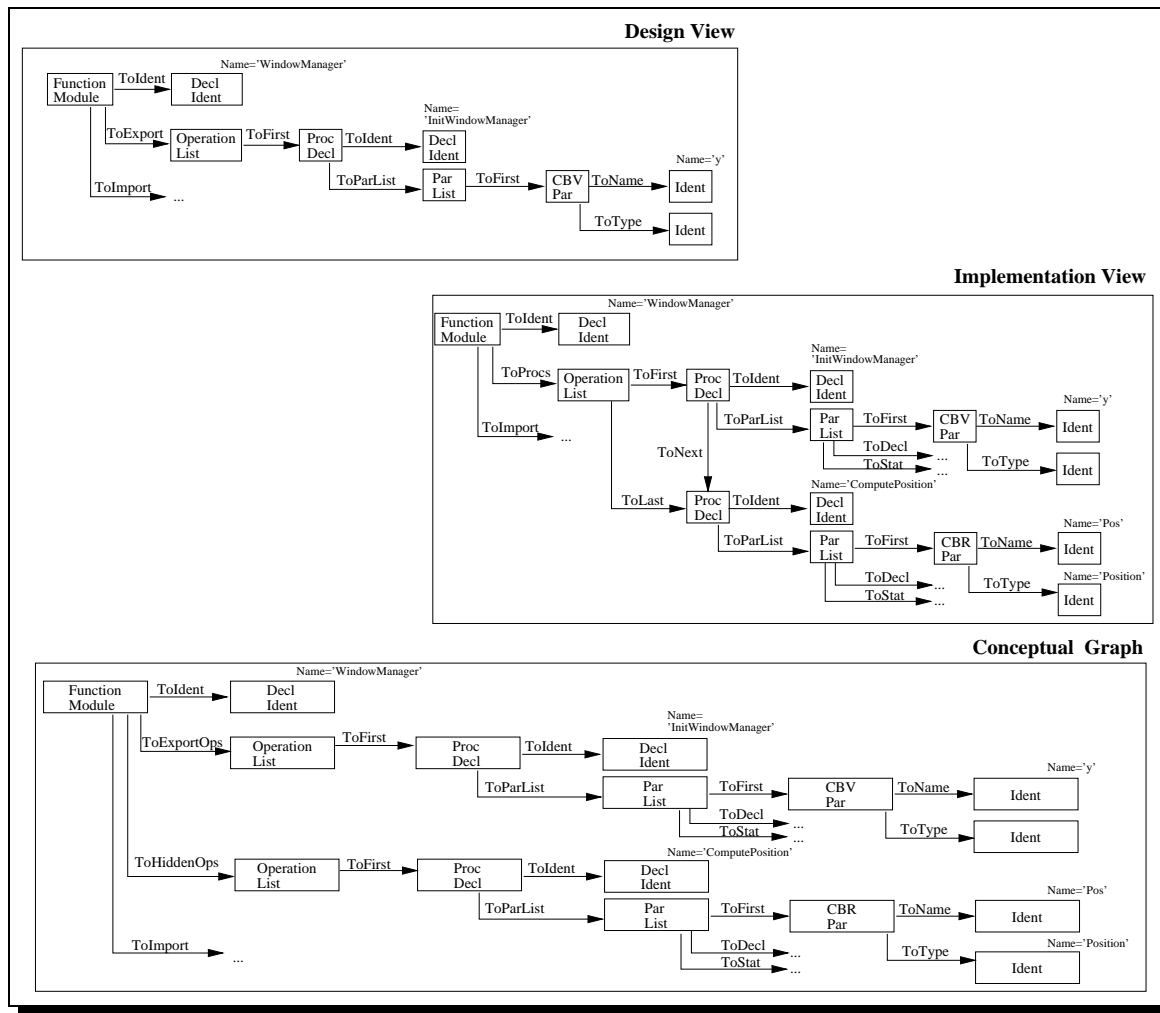 Design View
Name='WindowManager'
Function
Module
ToIdent
Decl
Ident
Name=
'InitWindowManager'
ToExport
Operation
List
ToFirst
Proc
Decl
ToIdent
Decl
Ident
Name='y'
ToParList
Par
List
ToFirst
CBV
Par
ToName
Ident
ToImport
...
ToType
Ident
Implementation View
Name='WindowManager'
Function
Module
ToIdent
Decl
Ident
Name=
'InitWindowManager'
ToProcs
Operation
List
ToFirst
Proc
Decl
ToIdent
Decl
Ident
Name='y'
ToParList
Par
List
ToFirst
CBV
Par
ToName
Ident
ToImport
...
ToDecl
...
ToStat
...
ToType
Ident
ToNext
Name='ComputePosition'
ToLast
Proc
Decl
ToIdent
Decl
Ident
Name='Pos'
ToParList
Par
List
ToFirst
CBR
Par
ToName
Ident
ToDecl
...
ToStat
...
ToType
Name='Position'
Ident
Conceptual Graph
Name='WindowManager'
Function
Module
ToIdent
Decl
Ident
Name=
'InitWindowManager'
ToExportOps
Operation
List
ToFirst
Proc
Decl
ToIdent
Decl
Ident
Name='y'
ToParList
Par
List
ToFirst
CBV
Par
ToName
Ident
ToDecl
...
ToStat
...
ToType
Ident
Name='ComputePosition'
ToHiddenOps
Operation
List
ToFirst
Proc
Decl
ToIdent
Decl
Ident
Name='Pos'
ToParList
Par
List
ToFirst
CBR
Par
ToName
Ident
ToImport
...
ToDecl
...
ToStat
...
ToType
Name='Position'
Ident